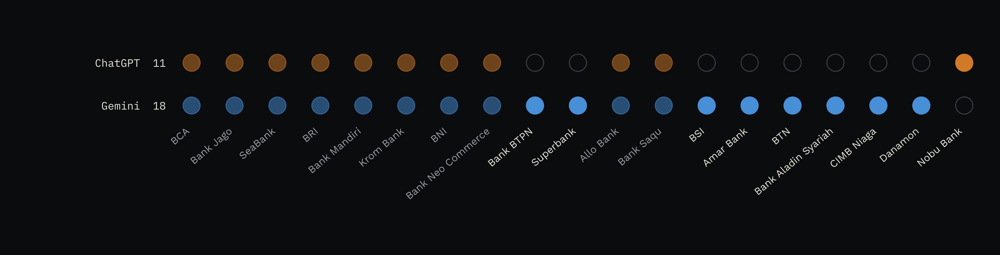 ChatGPT 11
Gemini 18
BCA
Bank Jago
SeaBank
BRI
Bank Mandiri
Krom Bank
BNI
Bank Neo Commerce
Bank BTPN
Superbank
Allo Bank
Bank Saqu
BSI
Amar Bank
BTN
Bank Aladin Syariah
CIMB Niaga
Danamon
Nobu Bank